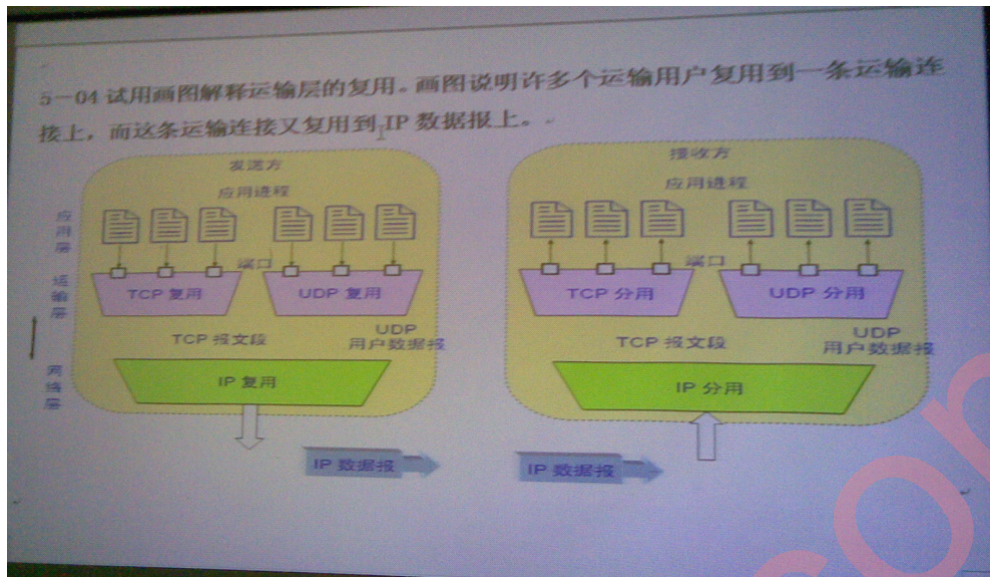 5－04 试用画图解释运输层的复用。画图说明许多个运输用户复用到一条运输连
接上，而这条运输连接又复用到 IP 数据报上。
发送方
应用进程
应用层
端口
TCP 复用
UDP 复用
运输层
TCP 报文段
UDP
用户数据报
网络层
IP 复用
IP 数据报
接收方
应用进程
端口
TCP 分用
UDP 分用
TCP 报文段
UDP
用户数据报
IP 分用
IP 数据报